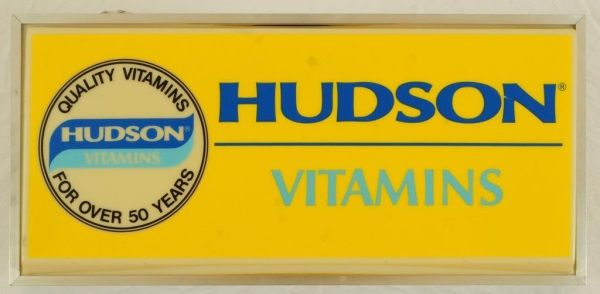 QUALITY VITAMINS
HUDSON®
VITAMINS
FOR OVER 50 YEARS
HUDSON®
VITAMINS